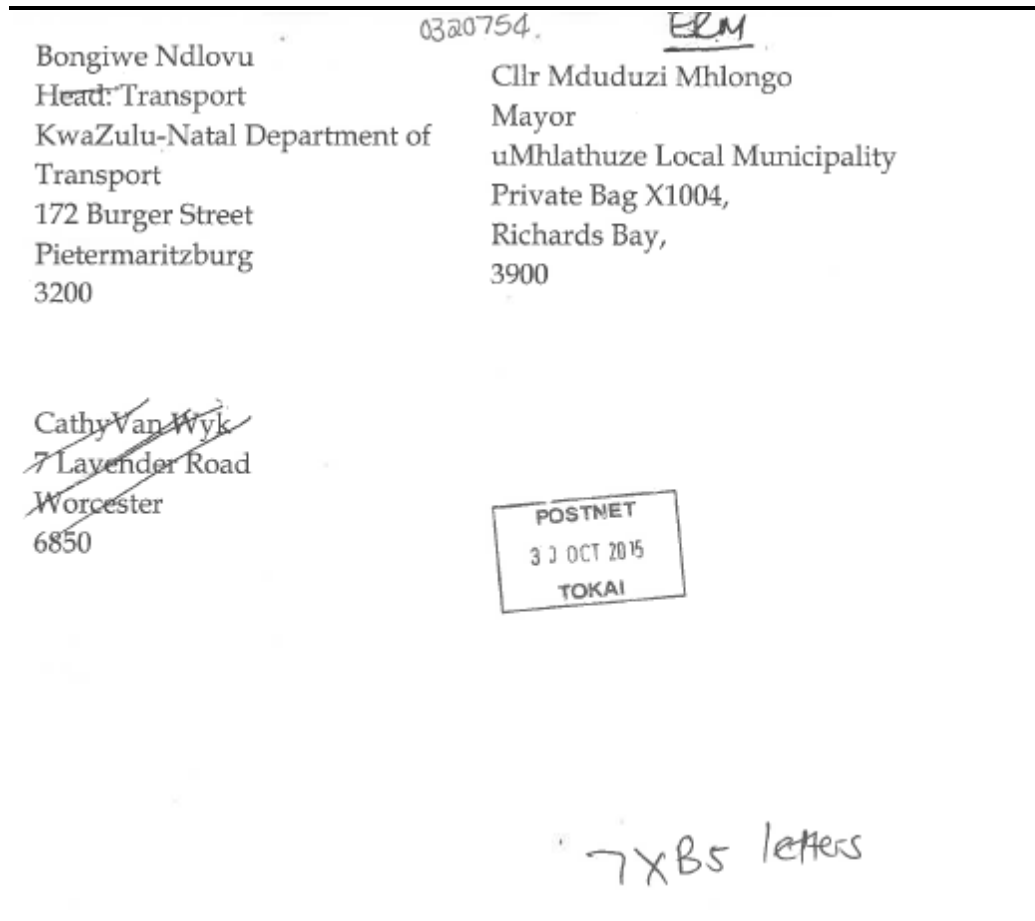 0320754. ERM
Bongiwe Ndlovu
Head: Transport
KwaZulu-Natal Department of
Transport
172 Burger Street
Pietermaritzburg
3200
Cllr Mduduzi Mhlongo
Mayor
uMhlathuze Local Municipality
Private Bag X1004,
Richards Bay,
3900
Cathy Van Wyk
7 Lavender Road
Worcester
6850
POSTNET
30 OCT 2015
TOKAI
7 X B5 letters